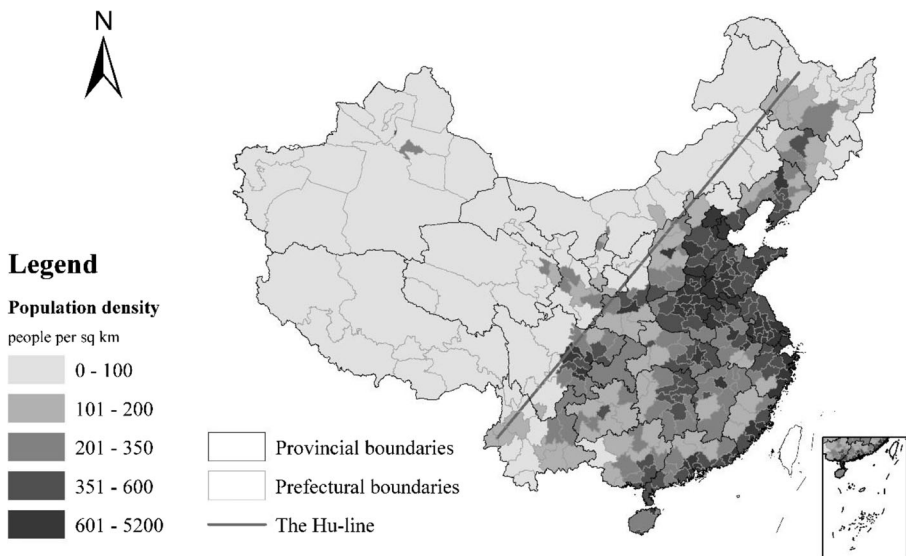 N
Legend
Population density
people per sq km
0 - 100
101 - 200
201 - 350
351 - 600
601 - 5200
Provincial boundaries
Prefectural boundaries
The Hu-line